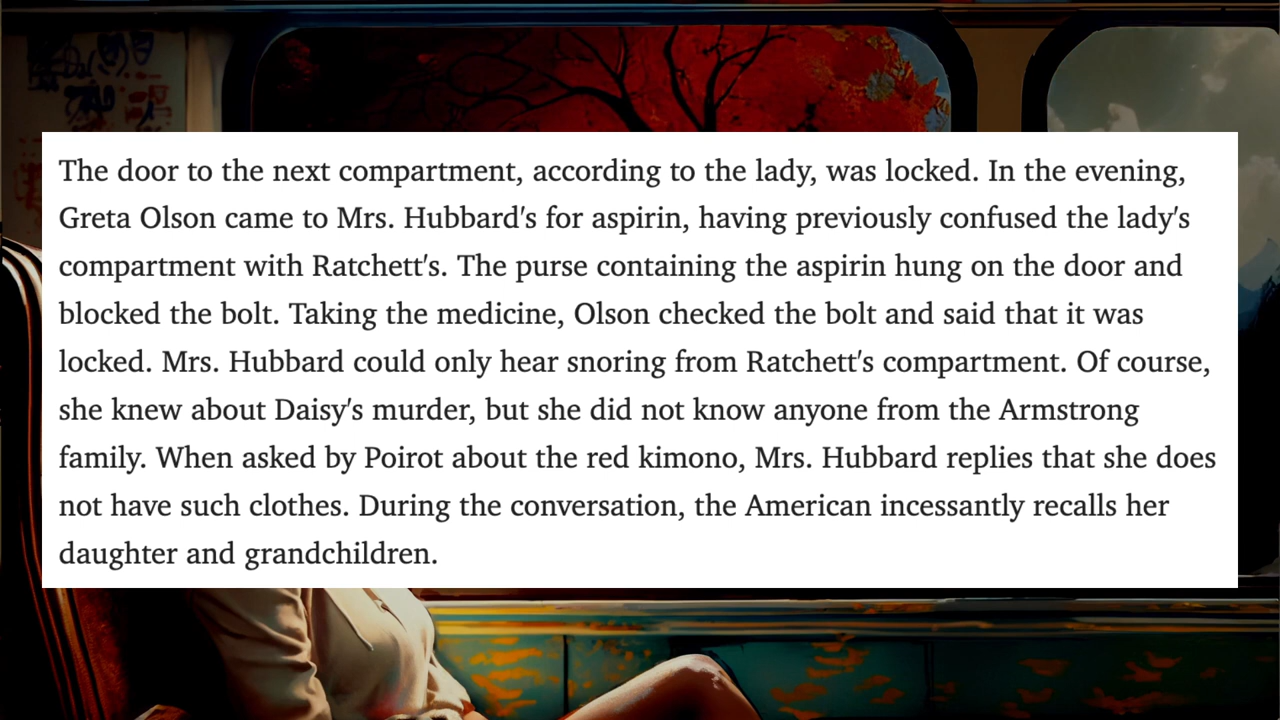 The door to the next compartment, according to the lady, was locked. In the evening,
Greta Olson came to Mrs. Hubbard's for aspirin, having previously confused the lady's
compartment with Ratchett's. The purse containing the aspirin hung on the door and
blocked the bolt. Taking the medicine, Olson checked the bolt and said that it was
locked. Mrs. Hubbard could only hear snoring from Ratchett's compartment. Of course,
she knew about Daisy's murder, but she did not know anyone from the Armstrong
family. When asked by Poirot about the red kimono, Mrs. Hubbard replies that she does
not have such clothes. During the conversation, the American incessantly recalls her
daughter and grandchildren.